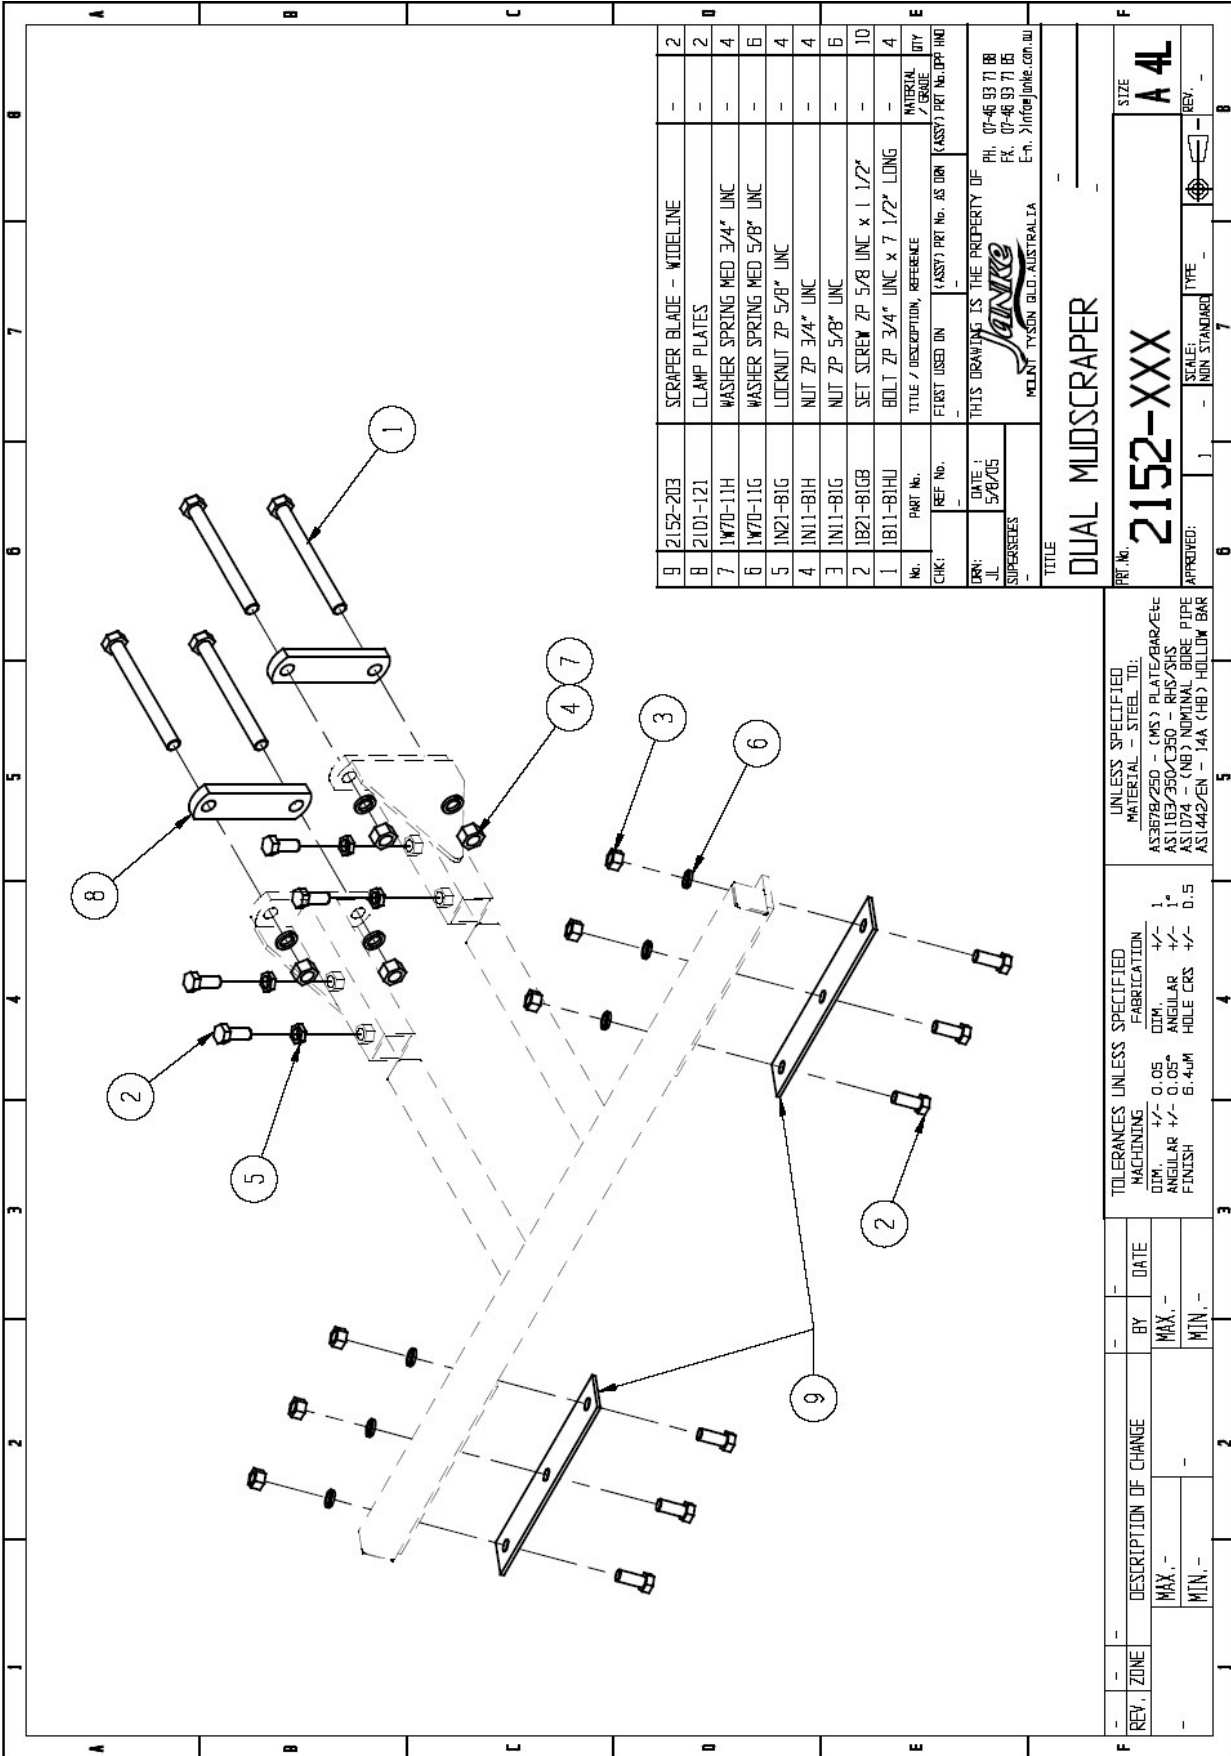 1 2 3 4 5 6 7 8
A B C D E F
1
8
2
5
4 7
3
6
2
9
9 2152-203 SCRAPER BLADE - WIDELINE - 2
8 2101-121 CLAMP PLATES - 2
7 1W70-11H WASHER SPRING MED 3/4" UNC - 4
6 1W70-11G WASHER SPRING MED 5/8" UNC - 6
5 1N21-B1G LOCKNUT ZP 5/8" UNC - 4
4 1N11-B1H NUT ZP 3/4" UNC - 4
3 1N11-B1G NUT ZP 5/8" UNC - 6
2 1B21-B1GB SET SCREW ZP 5/8 UNC x 1 1/2" - 10
1 1B11-B1HU BOLT ZP 3/4" UNC x 7 1/2" LONG - 4
No. PART No. TITLE / DESCRIPTION, REFERENCE MATERIAL / GRADE QTY
CHK: REF No. FIRST USED ON - (ASSY) PRT No. AS DRN - (ASSY) PRT No. OPP HND
DRN: JL DATE : 5/8/05
SUPERSEDES -
THIS DRAWING IS THE PROPERTY OF
JANKE
MOUNT TYSON QLD. AUSTRALIA
PH. 07-46 93 71 88
FX. 07-46 93 71 85
E-m. >info@janke.com.au
TITLE
DUAL MUDSCRAPER
PRT.No. 2152-XXX
SIZE A 4L
APPROVED: 1 - SCALE: NON STANDARD TYPE - REV. -
UNLESS SPECIFIED
MATERIAL - STEEL TO:
AS3678/250 - (MS) PLATE/BAR/Etc
AS1163/350/C350 - RHS/SHS
AS1074 - (NB) NOMINAL BORE PIPE
AS1442/EN - 14A (HB) HOLLOW BAR
TOLERANCES UNLESS SPECIFIED
MACHINING FABRICATION
DIM. +/- 0.05 DIM. +/- 1
ANGULAR +/- 0.05° ANGULAR +/- 1°
FINISH 6.4uM HOLE CRS +/- 0.5
REV. ZONE DESCRIPTION OF CHANGE BY DATE
MAX.- MAX.-
MIN.- MIN.-